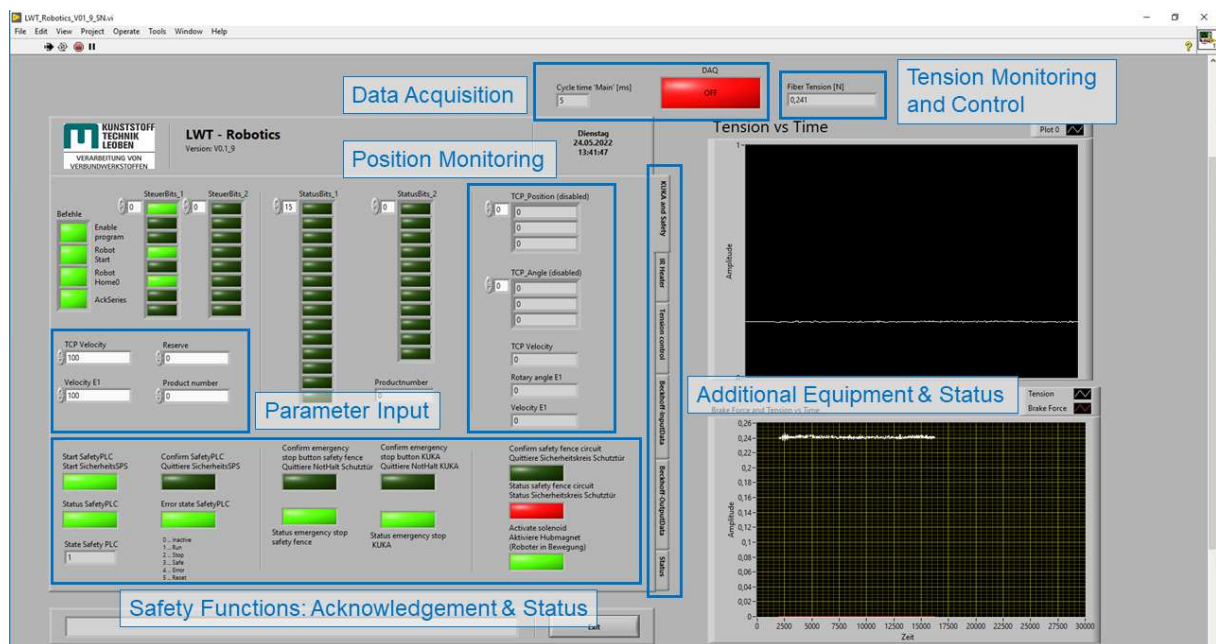 LWT_Robotics_V01_9_SN.vi
File Edit View Project Operate Tools Window Help
Data Acquisition
Cycle time 'Main' [ms]
5
DAQ
OFF
Fiber Tension [N]
0,241
Tension Monitoring
and Control
KUNSTSTOFF
TECHNIK
LEOBEN
VERARBEITUNG VON
VERBUNDWERKSTOFFEN
LWT - Robotics
Version: V0.1_9
Dienstag
24.05.2022
13:41:47
Position Monitoring
SteuerBits_1
0
SteuerBits_2
0
StatusBits_1
15
StatusBits_2
0
Befehle
Enable
program
Robot
Start
Robot
Home0
AckSeries
TCP_Position (disabled)
0
0
0
0
TCP_Angle (disabled)
0
0
0
0
TCP Velocity
0
Rotary angle E1
0
Velocity E1
0
TCP Velocity
100
Reserve
0
Velocity E1
100
Product number
0
Parameter Input
Productnumber
KUKA and Safety
IR Heater
Tension control
Beckhoff-InputData
Beckhoff-OutputData
Status
Start SafetyPLC
Start SicherheitsSPS
Confirm SafetyPLC
Quittiere SicherheitsSPS
Confirm emergency
stop button safety fence
Quittiere NotHalt Schutztür
Confirm emergency
stop button KUKA
Quittiere NotHalt KUKA
Confirm safety fence circuit
Quittiere Sicherheitskreis Schutztür
Status SafetyPLC
Error state SafetyPLC
Status safety fence circuit
Status Sicherheitskreis Schutztür
Status emergency stop
safety fence
Status emergency stop
KUKA
Activate solenoid
Aktiviere Hubmagnet
(Roboter in Bewegung)
State Safety PLC
1
0 .. Inactive
1 .. Run
2 .. Stop
3 .. Safe
4 .. Error
5 .. Reset
Safety Functions: Acknowledgement & Status
Exit
Tension vs Time
Plot 0
1
Amplitude
Additional Equipment & Status
Brake Force and Tension vs Time
Tension
Brake Force
0,26
0,24
0,22
0,2
0,18
0,16
0,14
0,12
0,1
0,08
0,06
0,04
0,02
0
Amplitude
0 2500 5000 7500 10000 12500 15000 17500 20000 22500 25000 27500 30000
Zeit